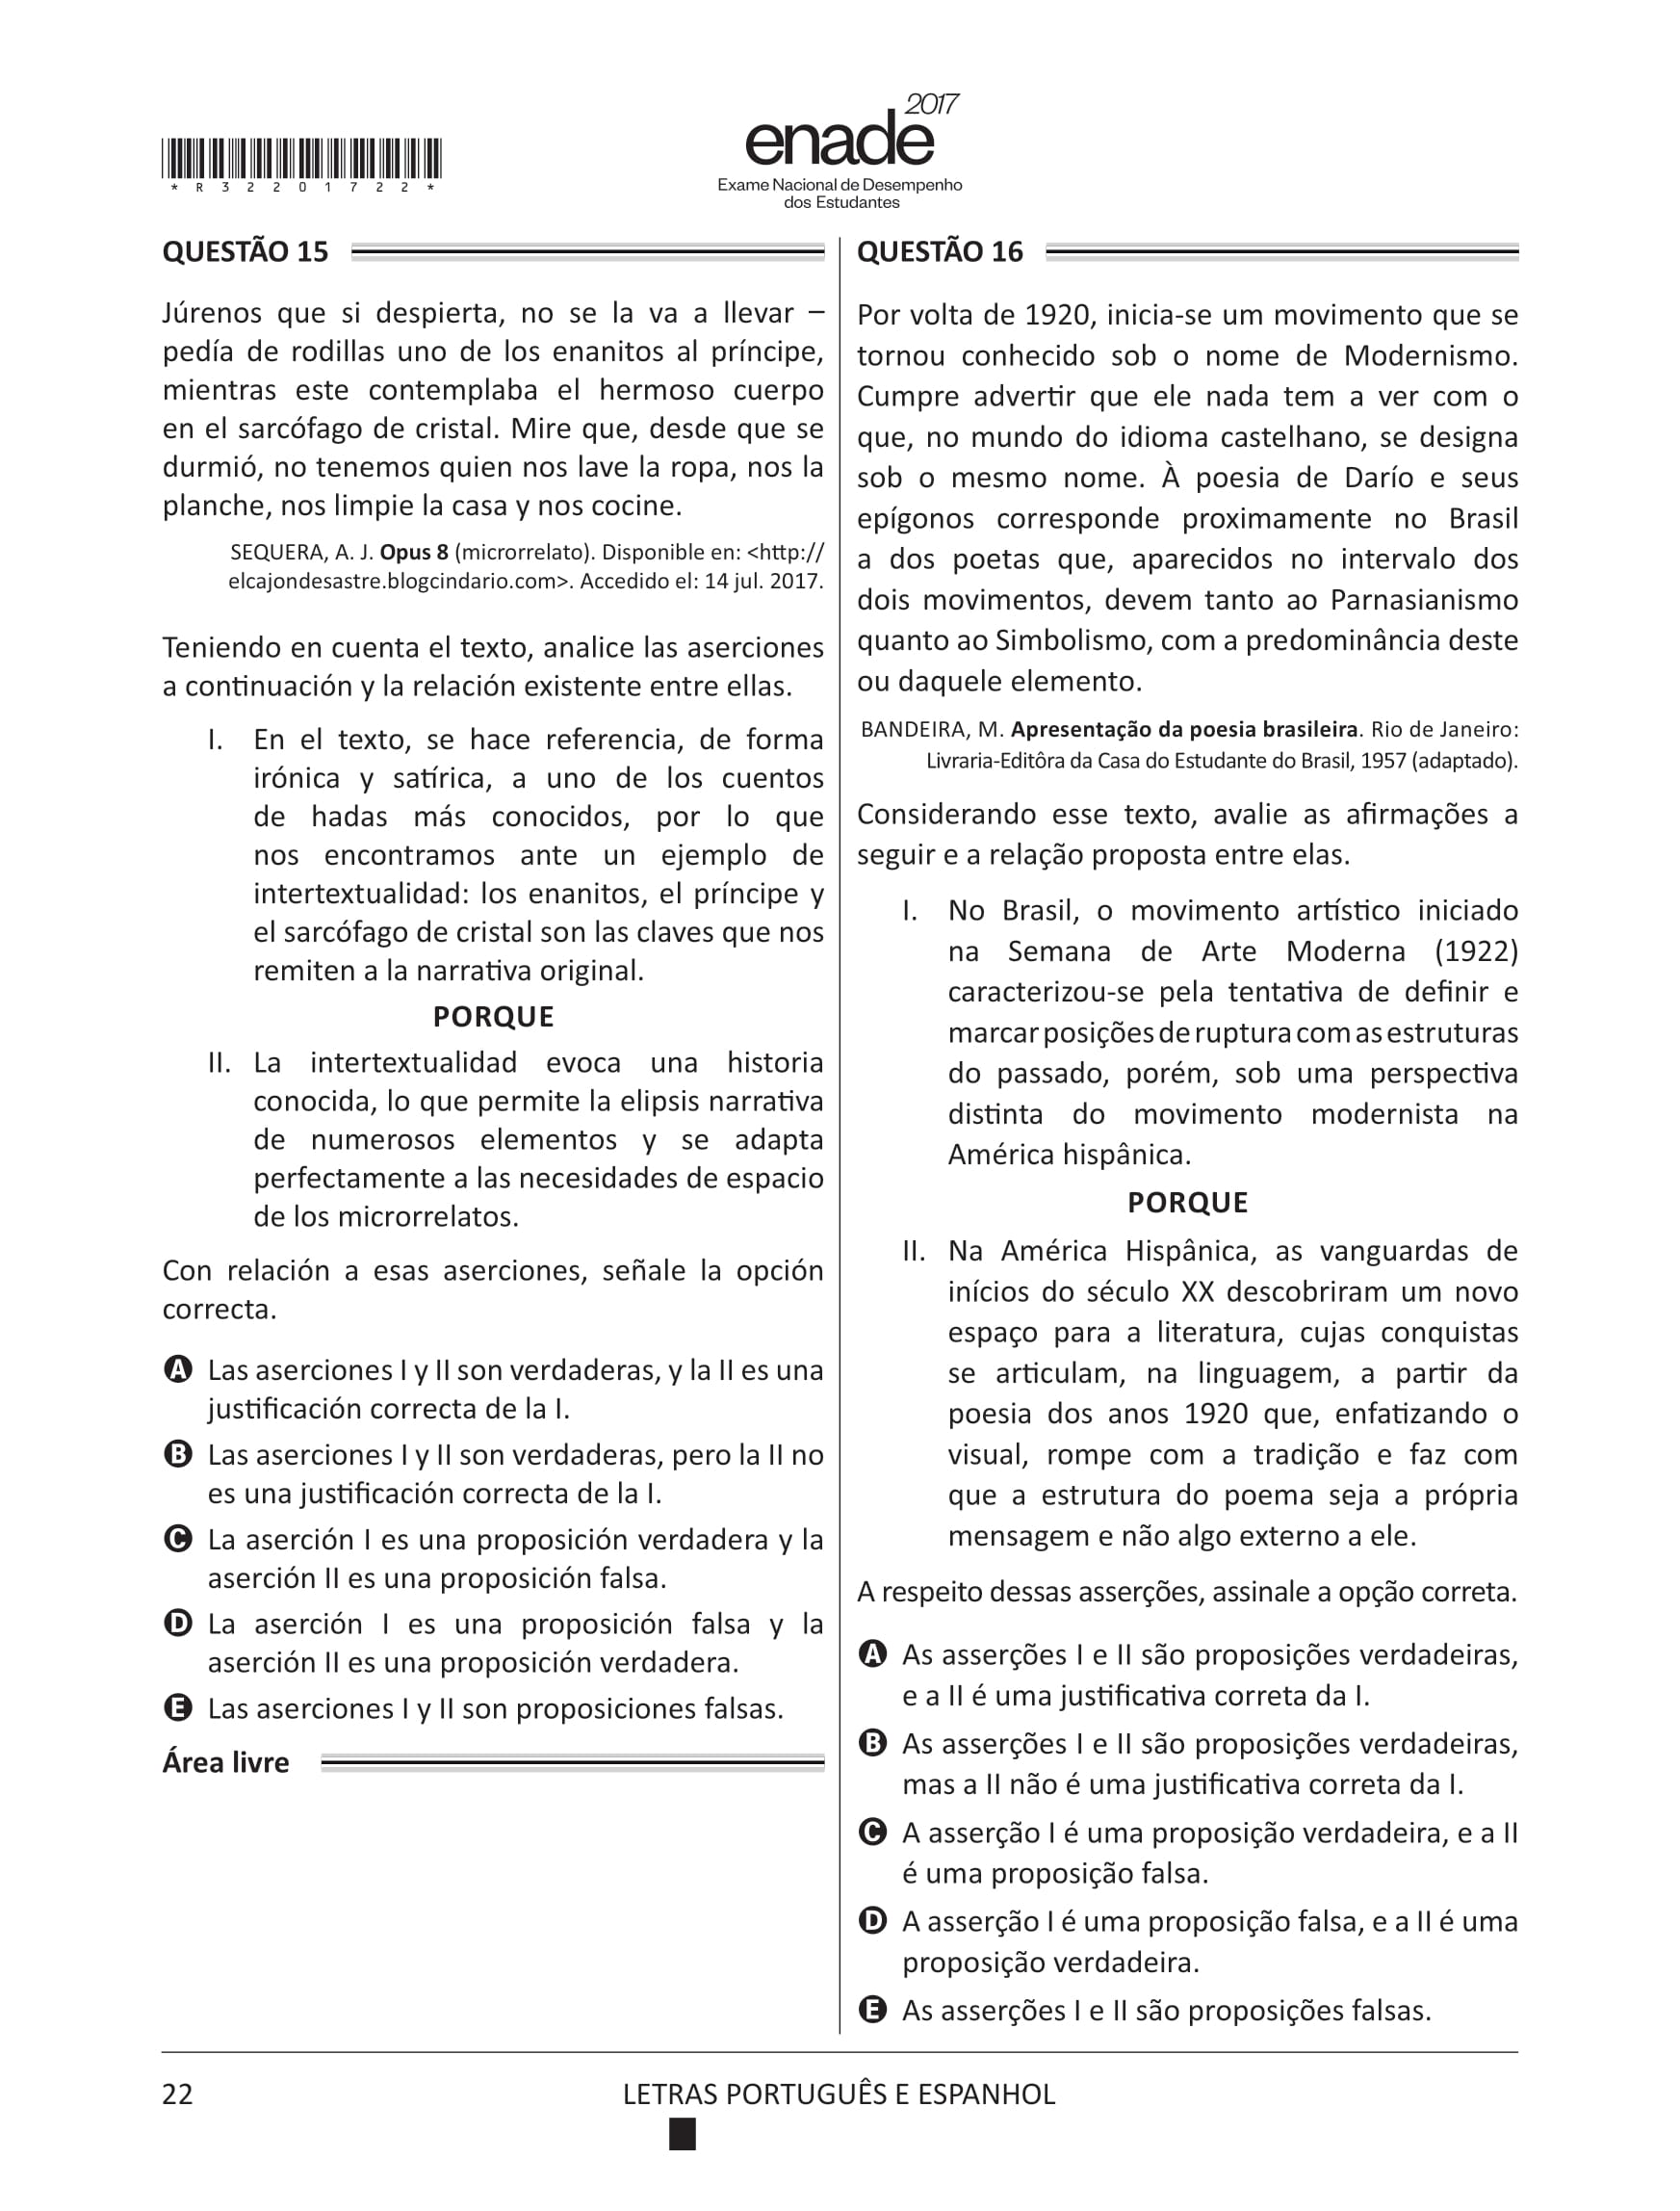 * R 3 2 2 0 1 7 2 2 *
enade 2017
Exame Nacional de Desempenho
dos Estudantes
QUESTÃO 15
Júrenos que si despierta, no se la va a llevar –
pedía de rodillas uno de los enanitos al príncipe,
mientras este contemplaba el hermoso cuerpo
en el sarcófago de cristal. Mire que, desde que se
durmió, no tenemos quien nos lave la ropa, nos la
planche, nos limpie la casa y nos cocine.
SEQUERA, A. J. Opus 8 (microrrelato). Disponible en: <http://
elcajondesastre.blogcindario.com>. Accedido el: 14 jul. 2017.
Teniendo en cuenta el texto, analice las aserciones
a continuación y la relación existente entre ellas.
I. En el texto, se hace referencia, de forma
irónica y satírica, a uno de los cuentos
de hadas más conocidos, por lo que
nos encontramos ante un ejemplo de
intertextualidad: los enanitos, el príncipe y
el sarcófago de cristal son las claves que nos
remiten a la narrativa original.
PORQUE
II. La intertextualidad evoca una historia
conocida, lo que permite la elipsis narrativa
de numerosos elementos y se adapta
perfectamente a las necesidades de espacio
de los microrrelatos.
Con relación a esas aserciones, señale la opción
correcta.
A Las aserciones I y II son verdaderas, y la II es una
justificación correcta de la I.
B Las aserciones I y II son verdaderas, pero la II no
es una justificación correcta de la I.
C La aserción I es una proposición verdadera y la
aserción II es una proposición falsa.
D La aserción I es una proposición falsa y la
aserción II es una proposición verdadera.
E Las aserciones I y II son proposiciones falsas.
Área livre
QUESTÃO 16
Por volta de 1920, inicia-se um movimento que se
tornou conhecido sob o nome de Modernismo.
Cumpre advertir que ele nada tem a ver com o
que, no mundo do idioma castelhano, se designa
sob o mesmo nome. À poesia de Darío e seus
epígonos corresponde proximamente no Brasil
a dos poetas que, aparecidos no intervalo dos
dois movimentos, devem tanto ao Parnasianismo
quanto ao Simbolismo, com a predominância deste
ou daquele elemento.
BANDEIRA, M. Apresentação da poesia brasileira. Rio de Janeiro:
Livraria-Editôra da Casa do Estudante do Brasil, 1957 (adaptado).
Considerando esse texto, avalie as afirmações a
seguir e a relação proposta entre elas.
I. No Brasil, o movimento artístico iniciado
na Semana de Arte Moderna (1922)
caracterizou-se pela tentativa de definir e
marcar posições de ruptura com as estruturas
do passado, porém, sob uma perspectiva
distinta do movimento modernista na
América hispânica.
PORQUE
II. Na América Hispânica, as vanguardas de
inícios do século XX descobriram um novo
espaço para a literatura, cujas conquistas
se articulam, na linguagem, a partir da
poesia dos anos 1920 que, enfatizando o
visual, rompe com a tradição e faz com
que a estrutura do poema seja a própria
mensagem e não algo externo a ele.
A respeito dessas asserções, assinale a opção correta.
A As asserções I e II são proposições verdadeiras,
e a II é uma justificativa correta da I.
B As asserções I e II são proposições verdadeiras,
mas a II não é uma justificativa correta da I.
C A asserção I é uma proposição verdadeira, e a II
é uma proposição falsa.
D A asserção I é uma proposição falsa, e a II é uma
proposição verdadeira.
E As asserções I e II são proposições falsas.
22
LETRAS PORTUGUÊS E ESPANHOL